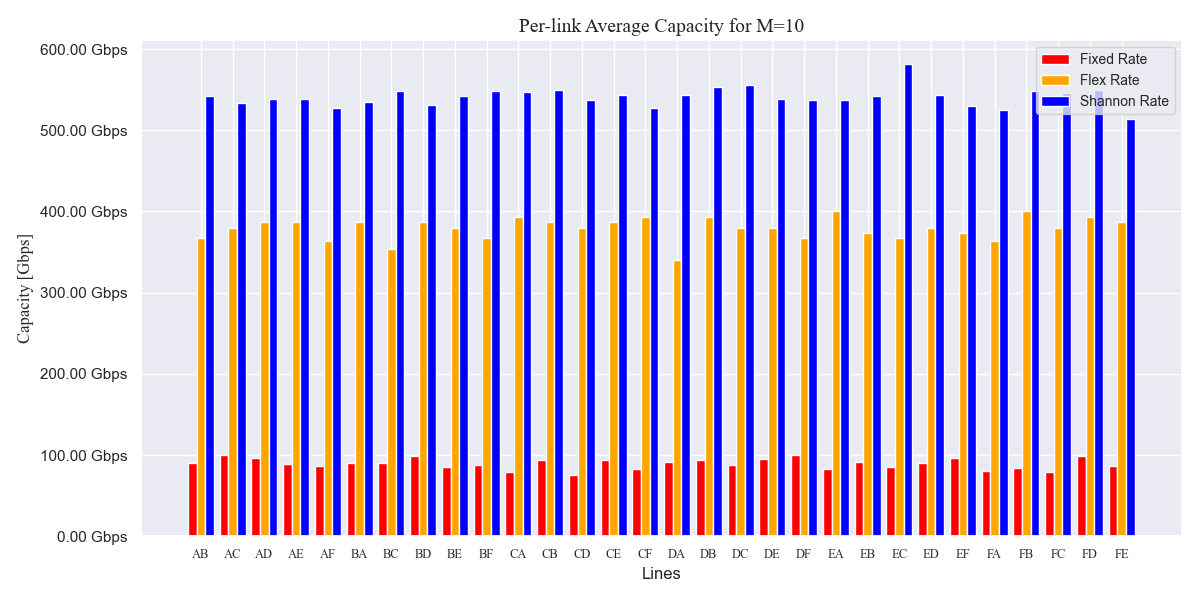 Per-link Average Capacity for M=10
600.00 Gbps
500.00 Gbps
400.00 Gbps
300.00 Gbps
200.00 Gbps
100.00 Gbps
0.00 Gbps
Capacity [Gbps]
Fixed Rate
Flex Rate
Shannon Rate
AB AC AD AE AF BA BC BD BE BF CA CB CD CE CF DA DB DC DE DF EA EB EC ED EF FA FB FC FD FE
Lines